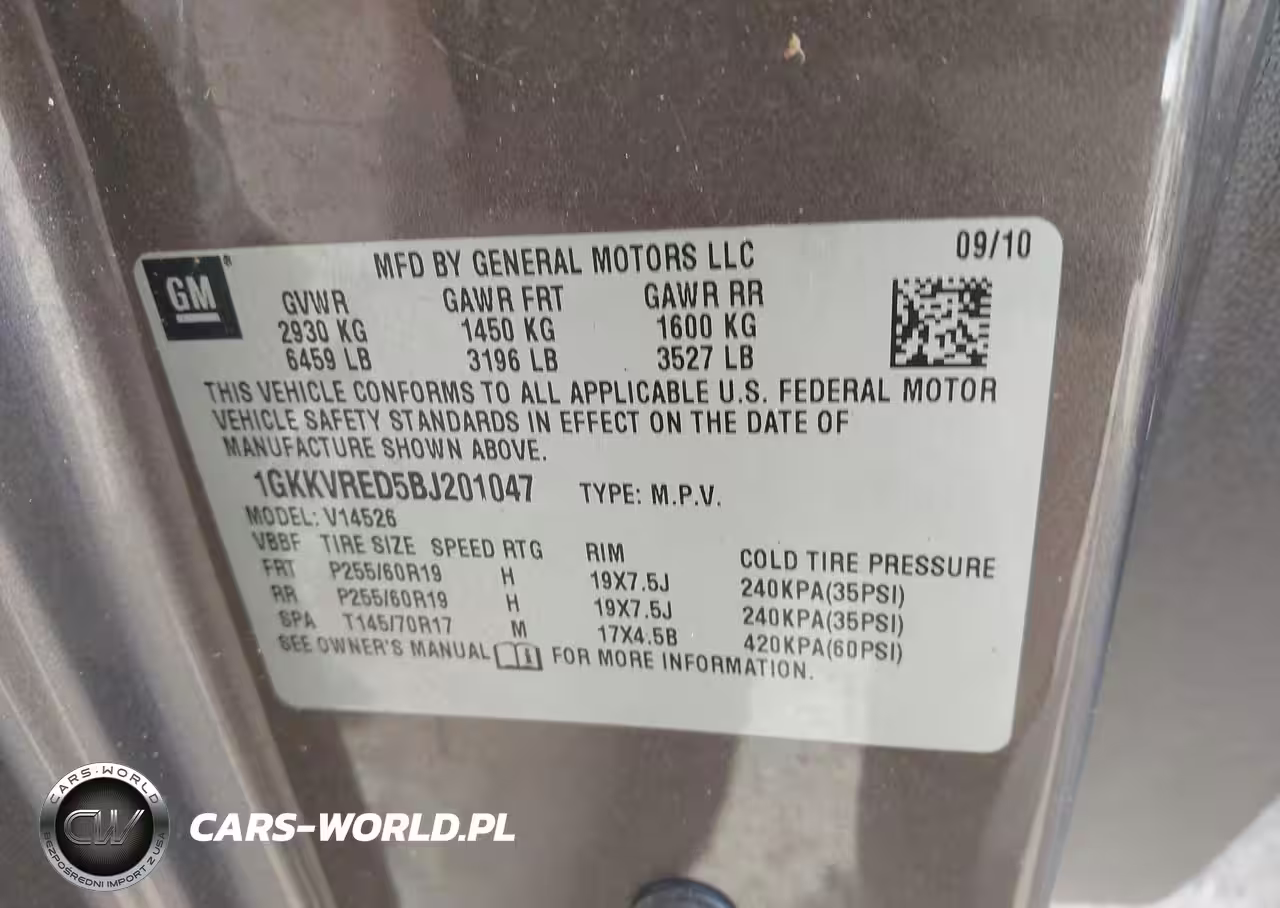 GM®
MFD BY GENERAL MOTORS LLC
09/10
GVWR GAWR FRT GAWR RR
2930 KG 1450 KG 1600 KG
6459 LB 3196 LB 3527 LB
THIS VEHICLE CONFORMS TO ALL APPLICABLE U.S. FEDERAL MOTOR
VEHICLE SAFETY STANDARDS IN EFFECT ON THE DATE OF
MANUFACTURE SHOWN ABOVE.
1GKKVRED5BJ201047 TYPE: M.P.V.
MODEL: V14526
VBBF TIRE SIZE SPEED RTG RIM COLD TIRE PRESSURE
FRT P255/60R19 H 19X7.5J 240KPA(35PSI)
RR P255/60R19 H 19X7.5J 240KPA(35PSI)
SPA T145/70R17 M 17X4.5B 420KPA(60PSI)
SEE OWNER'S MANUAL FOR MORE INFORMATION.
CARS-WORLD
CW
BEZPOŚREDNI IMPORT Z USA
CARS-WORLD.PL